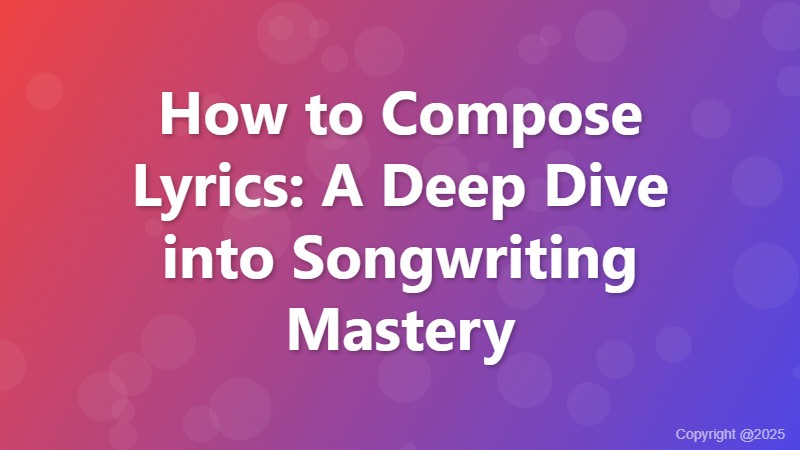 How to Compose
Lyrics: A Deep Dive
into Songwriting
Mastery
Copyright @2025